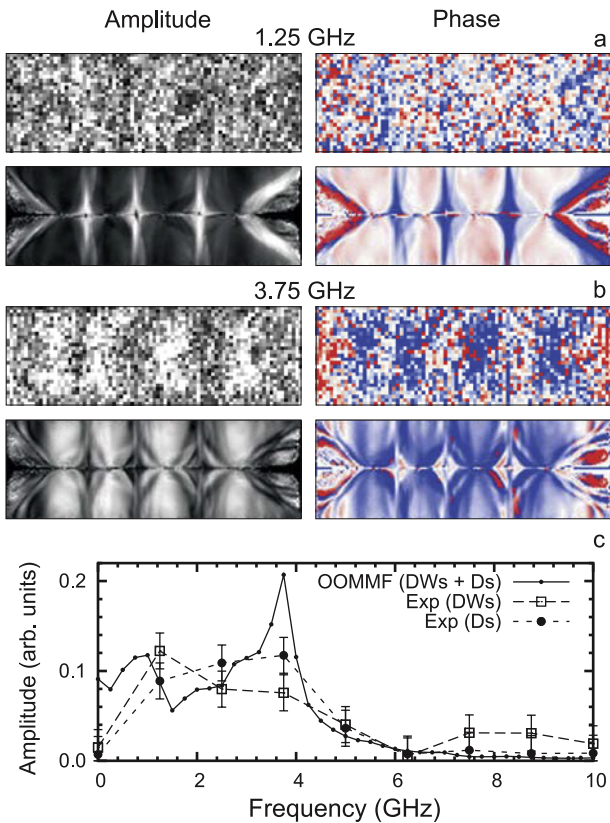 Amplitude Phase
1.25 GHz a
3.75 GHz b
c
OOMMF (DWs + Ds)
Exp (DWs)
Exp (Ds)
Amplitude (arb. units)
0.2
0.1
0.0
0 2 4 6 8 10
Frequency (GHz)